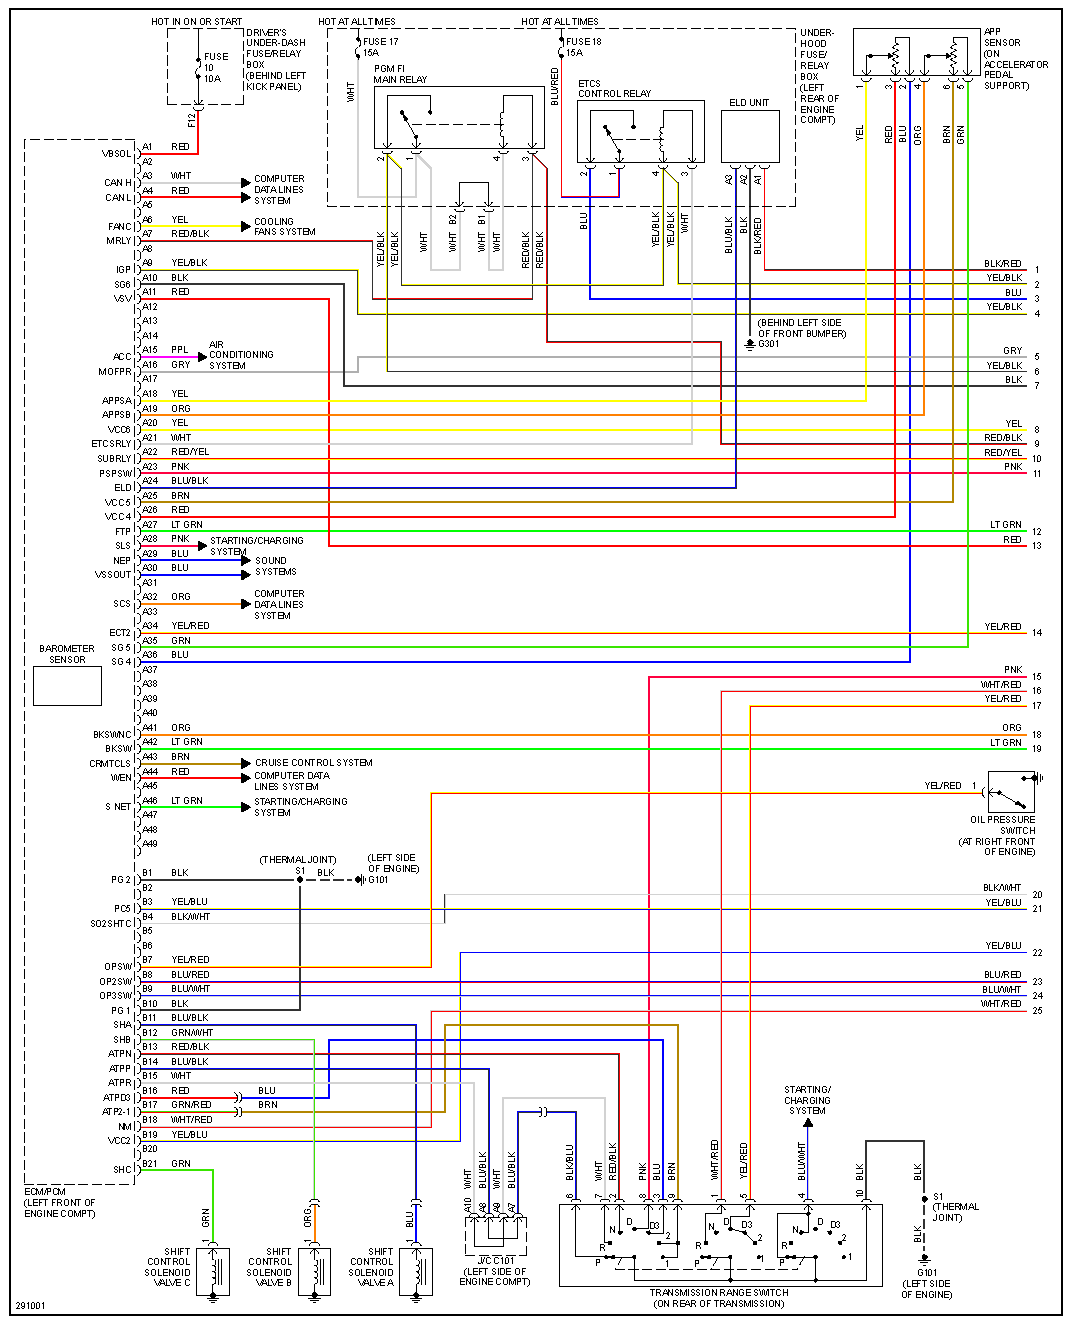 HOT IN ON OR START
HOT AT ALL TIMES
HOT AT ALL TIMES
FUSE
10
10A
DRIVER'S
UNDER-DASH
FUSE/RELAY
BOX
(BEHIND LEFT
KICK PANEL)
F12
FUSE 17
15A
FUSE 18
15A
UNDER-
HOOD
FUSE/
RELAY
BOX
(LEFT
REAR OF
ENGINE
COMPT)
PGM FI
MAIN RELAY
WHT
BLU/RED
ETCS
CONTROL RELAY
ELD UNIT
APP
SENSOR
(ON
ACCELERATOR
PEDAL
SUPPORT)
2 1 4 3
2 1 4 3
A3 A2 A1
1 3 2 4 6 5
YEL
RED
BLU
ORG
BRN
GRN
B2 B1
YEL/BLK
YEL/BLK
WHT
WHT
WHT
RED/BLK
RED/BLK
BLU
YEL/BLK
YEL/BLK
WHT
BLU/BLK
BLK
BLK/RED
(BEHIND LEFT SIDE
OF FRONT BUMPER)
G301
VBSOL A1 RED
A2
CAN H A3 WHT
CAN L A4 RED
COMPUTER
DATA LINES
SYSTEM
A5
FANC A6 YEL
COOLING
FANS SYSTEM
MRLY A7 RED/BLK
A8
IGP A9 YEL/BLK
SG6 A10 BLK
VSV A11 RED
A12
A13
A14
ACC A15 PPL
AIR
CONDITIONING
SYSTEM
MOFPR A16 GRY
A17
APPSA A18 YEL
APPSB A19 ORG
VCC6 A20 YEL
ETCSRLY A21 WHT
SUBRLY A22 RED/YEL
PSPSW A23 PNK
ELD A24 BLU/BLK
VCC5 A25 BRN
VCC4 A26 RED
FTP A27 LT GRN
SLS A28 PNK
STARTING/CHARGING
SYSTEM
NEP A29 BLU
VSSOUT A30 BLU
SOUND
SYSTEMS
A31
SCS A32 ORG
COMPUTER
DATA LINES
SYSTEM
A33
ECT2 A34 YEL/RED
SG5 A35 GRN
SG4 A36 BLU
A37
A38
A39
A40
BKSWNC A41 ORG
BKSW A42 LT GRN
CRMTCLS A43 BRN
CRUISE CONTROL SYSTEM
WEN A44 RED
COMPUTER DATA
LINES SYSTEM
A45
S NET A46 LT GRN
STARTING/CHARGING
SYSTEM
A47
A48
A49
BAROMETER
SENSOR
PG2 B1 BLK
(THERMAL JOINT)
S1 BLK
(LEFT SIDE
OF ENGINE)
G101
B2
PC5 B3 YEL/BLU
SO2SHTC B4 BLK/WHT
B5
B6
OPSW B7 YEL/RED
OP2SW B8 BLU/RED
OP3SW B9 BLU/WHT
PG1 B10 BLK
SHA B11 BLU/BLK
SHB B12 GRN/WHT
ATPN B13 RED/BLK
ATPP B14 BLU/BLK
ATPR B15 WHT
ATPD3 B16 RED BLU
ATP2-1 B17 GRN/RED BRN
NM B18 WHT/RED
VCC2 B19 YEL/BLU
B20
SHC B21 GRN
ECM/PCM
(LEFT FRONT OF
ENGINE COMPT)
BLK/RED 1
YEL/BLK 2
BLU 3
YEL/BLK 4
GRY 5
YEL/BLK 6
BLK 7
YEL 8
RED/BLK 9
RED/YEL 10
PNK 11
LT GRN 12
RED 13
YEL/RED 14
PNK 15
WHT/RED 16
YEL/RED 17
ORG 18
LT GRN 19
YEL/RED 1
OIL PRESSURE
SWITCH
(AT RIGHT FRONT
OF ENGINE)
BLK/WHT 20
YEL/BLU 21
YEL/BLU 22
BLU/RED 23
BLU/WHT 24
WHT/RED 25
STARTING/
CHARGING
SYSTEM
GRN
ORG
BLU
1
1
1
SHIFT
CONTROL
SOLENOID
VALVE C
SHIFT
CONTROL
SOLENOID
VALVE B
SHIFT
CONTROL
SOLENOID
VALVE A
WHT
BLU/BLK
WHT
BLU/BLK
A10 A8 A9 A7
J/C C101
(LEFT SIDE OF
ENGINE COMPT)
BLK/BLU
WHT
RED/BLK
PNK
BLU
BRN
WHT/RED
YEL/RED
BLU/WHT
BLK
6 7 2 8 3 9 1 5 4 10
P R N D D3 2 1
P R N D D3 2 1
P R N D D3 2 1
TRANSMISSION RANGE SWITCH
(ON REAR OF TRANSMISSION)
BLK
S1
(THERMAL
JOINT)
BLK
G101
(LEFT SIDE
OF ENGINE)
291001